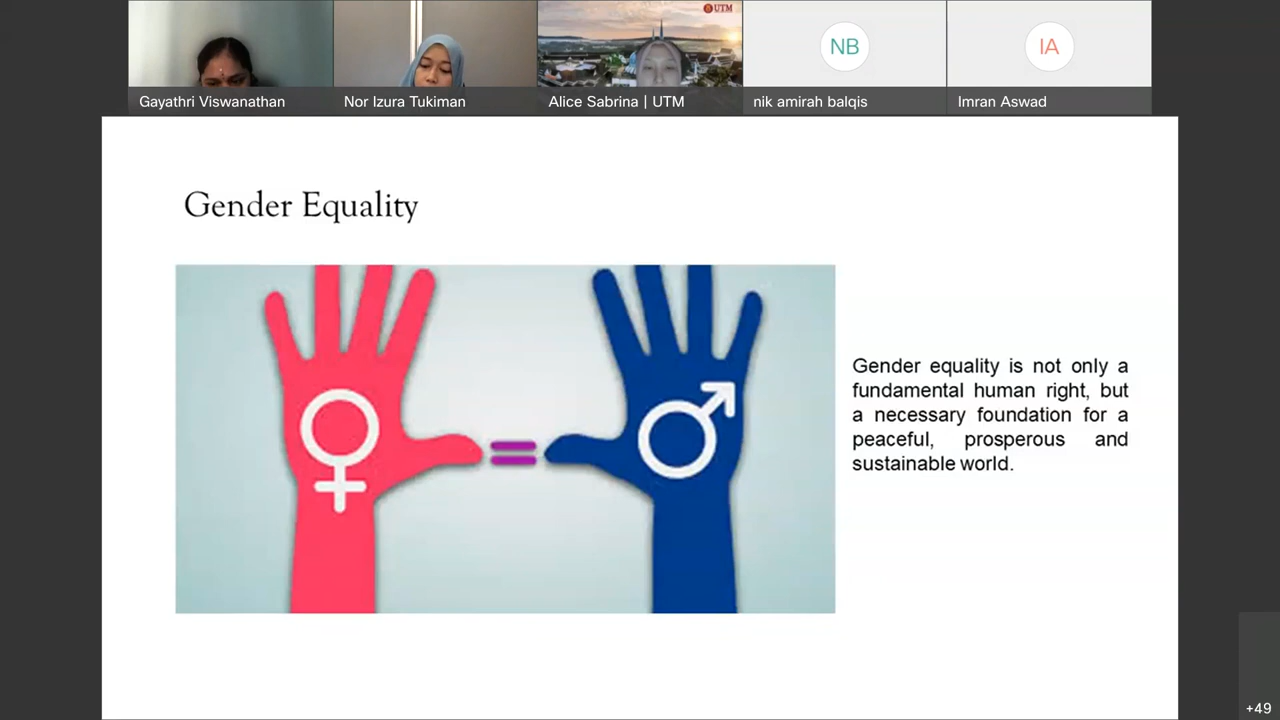 UTM
Gayathri Viswanathan
Nor Izura Tukiman
Alice Sabrina | UTM
NB
nik amirah balqis
IA
Imran Aswad
Gender Equality
Gender equality is not only a
fundamental human right, but
a necessary foundation for a
peaceful, prosperous and
sustainable world.
+49